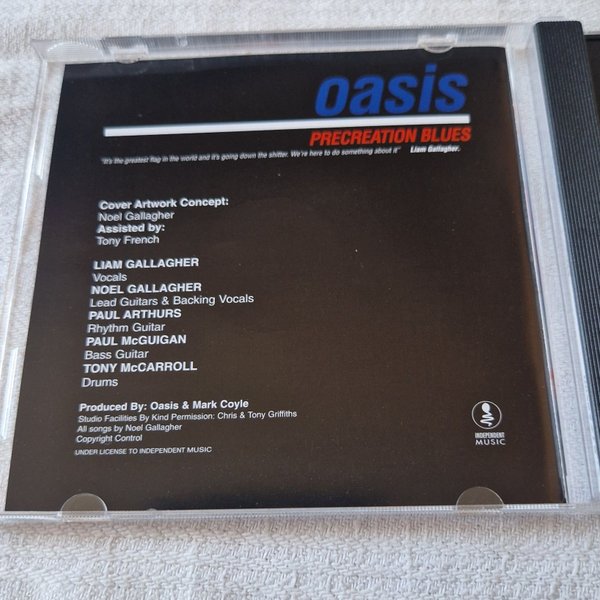 oasis
PRECREATION BLUES
"It's the greatest flag in the world and it's going down the shitter. We're here to do something about it" Liam Gallagher.
Cover Artwork Concept:
Noel Gallagher
Assisted by:
Tony French
LIAM GALLAGHER
Vocals
NOEL GALLAGHER
Lead Guitars & Backing Vocals
PAUL ARTHURS
Rhythm Guitar
PAUL McGUIGAN
Bass Guitar
TONY McCARROLL
Drums
Produced By: Oasis & Mark Coyle
Studio Facilities By Kind Permission: Chris & Tony Griffiths
All songs by Noel Gallagher
Copyright Control
UNDER LICENSE TO INDEPENDENT MUSIC
INDEPENDENT
MUSIC